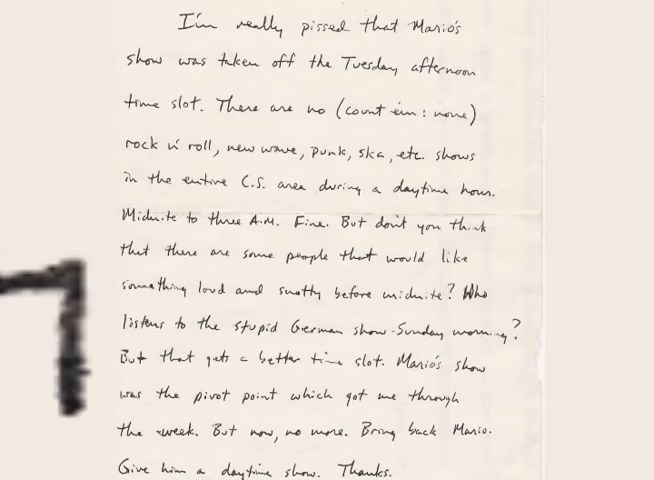 I'm really pissed that Mario's
show was taken off the Tuesday afternoon
time slot. There are no (count 'em : none)
rock n' roll, new wave, punk, ska, etc. shows
in the entire C.S. area during a daytime hour.
Midnite to three A.M. Fine. But don't you think
that there are some people that would like
something loud and snotty before midnite? Who
listens to the stupid German show - Sunday morning?
But that gets a better time slot. Mario's show
was the pivot point which got me through
the week. But now, no more. Bring back Mario.
Give him a daytime show. Thanks.